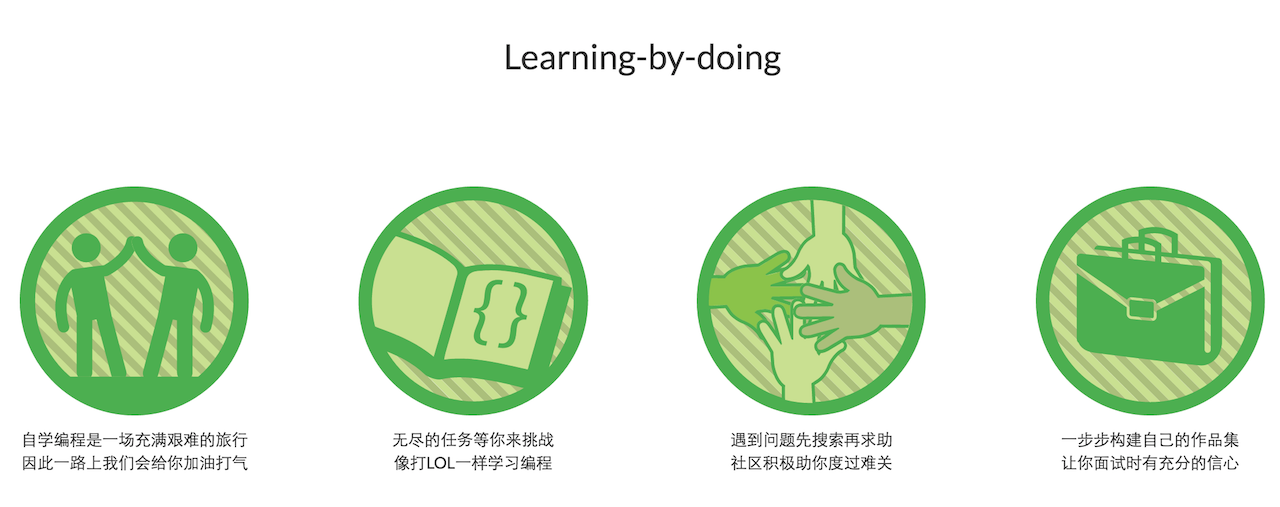 Learning-by-doing
{}
自学编程是一场充满艰难的旅行
因此一路上我们会给你加油打气
无尽的任务等你来挑战
像打LOL一样学习编程
遇到问题先搜索再求助
社区积极助你度过难关
一步步构建自己的作品集
让你面试时有充分的信心